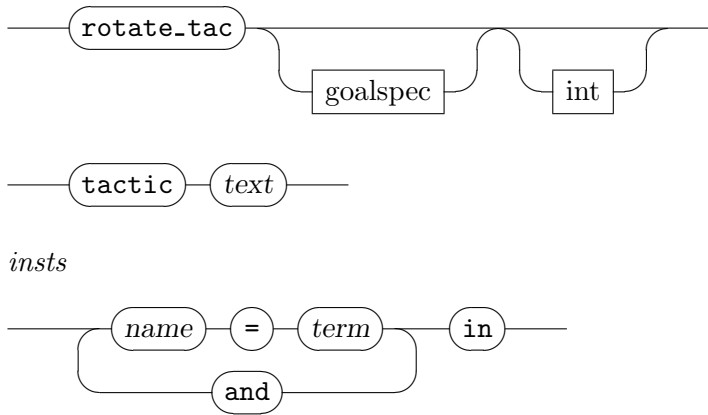 rotate_tac
goalspec int
tactic text
insts
name = term in
and